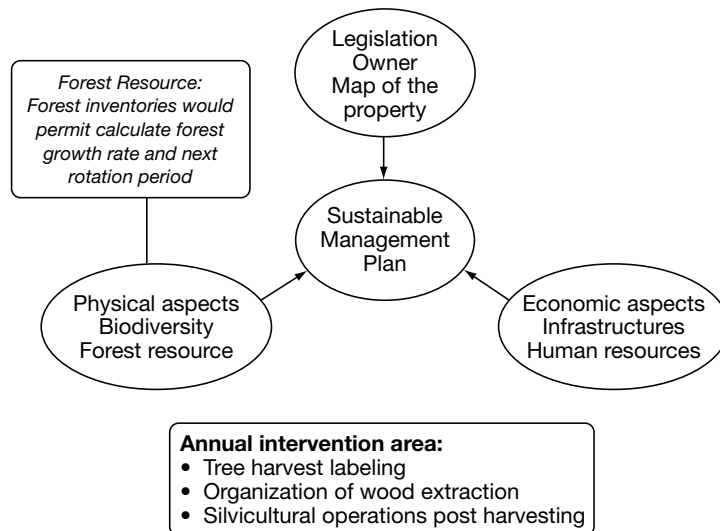 Legislation
Owner
Map of the
property
Forest Resource:
Forest inventories would
permit calculate forest
growth rate and next
rotation period
Sustainable
Management
Plan
Physical aspects
Biodiversity
Forest resource
Economic aspects
Infrastructures
Human resources
Annual intervention area:
• Tree harvest labeling
• Organization of wood extraction
• Silvicultural operations post harvesting